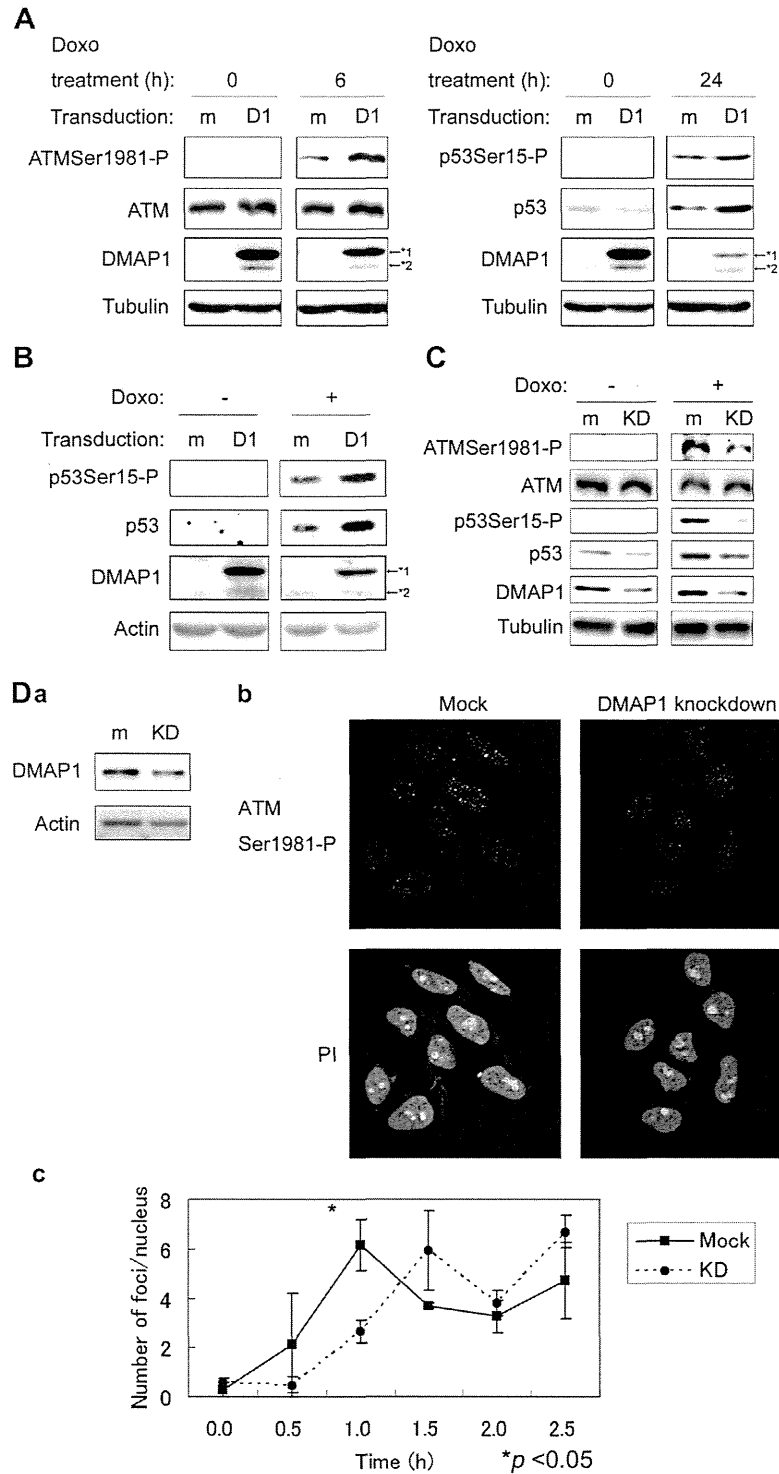 A
Doxo
treatment (h): 0 6
Transduction: m D1 m D1
ATMSer1981-P
ATM
DMAP1 *1
*2
Tubulin
Doxo
treatment (h): 0 24
Transduction: m D1 m D1
p53Ser15-P
p53
DMAP1 *1
*2
Tubulin
B
Doxo: - +
Transduction: m D1 m D1
p53Ser15-P
p53
DMAP1 *1
*2
Actin
C
Doxo: - +
m KD m KD
ATMSer1981-P
ATM
p53Ser15-P
p53
DMAP1
Tubulin
Da
m KD
DMAP1
Actin
b
Mock DMAP1 knockdown
ATM
Ser1981-P
PI
c
Number of foci/nucleus
8
6
4
2
0
*
0.0 0.5 1.0 1.5 2.0 2.5
Time (h)
*p <0.05
Mock
KD